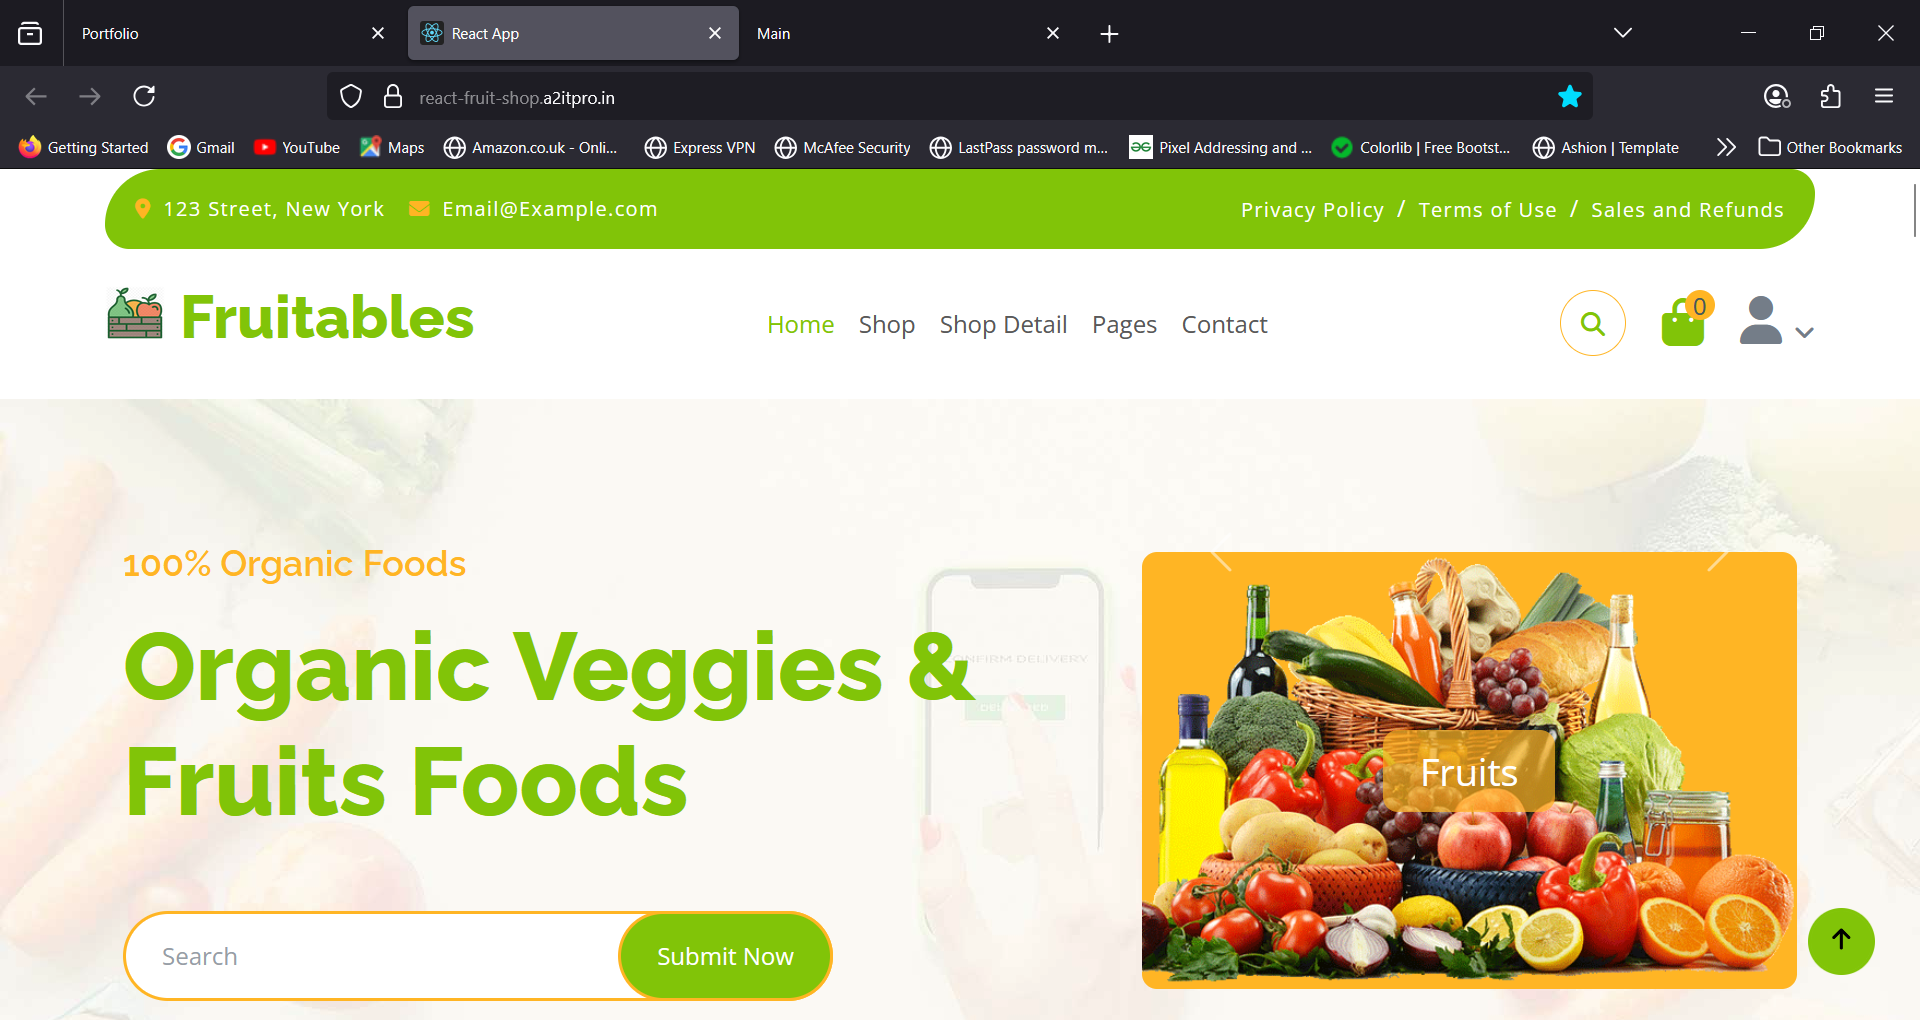 Portfolio
React App
Main
react-fruit-shop.a2itpro.in
Getting Started
Gmail
YouTube
Maps
Amazon.co.uk - Onli...
Express VPN
McAfee Security
LastPass password m...
Pixel Addressing and ...
Colorlib | Free Bootst...
Ashion | Template
Other Bookmarks
123 Street, New York
Email@Example.com
Privacy Policy / Terms of Use / Sales and Refunds
Fruitables
Home
Shop
Shop Detail
Pages
Contact
0
100% Organic Foods
Organic Veggies &
Fruits Foods
CONFIRM DELIVERY
Fruits
Search
Submit Now